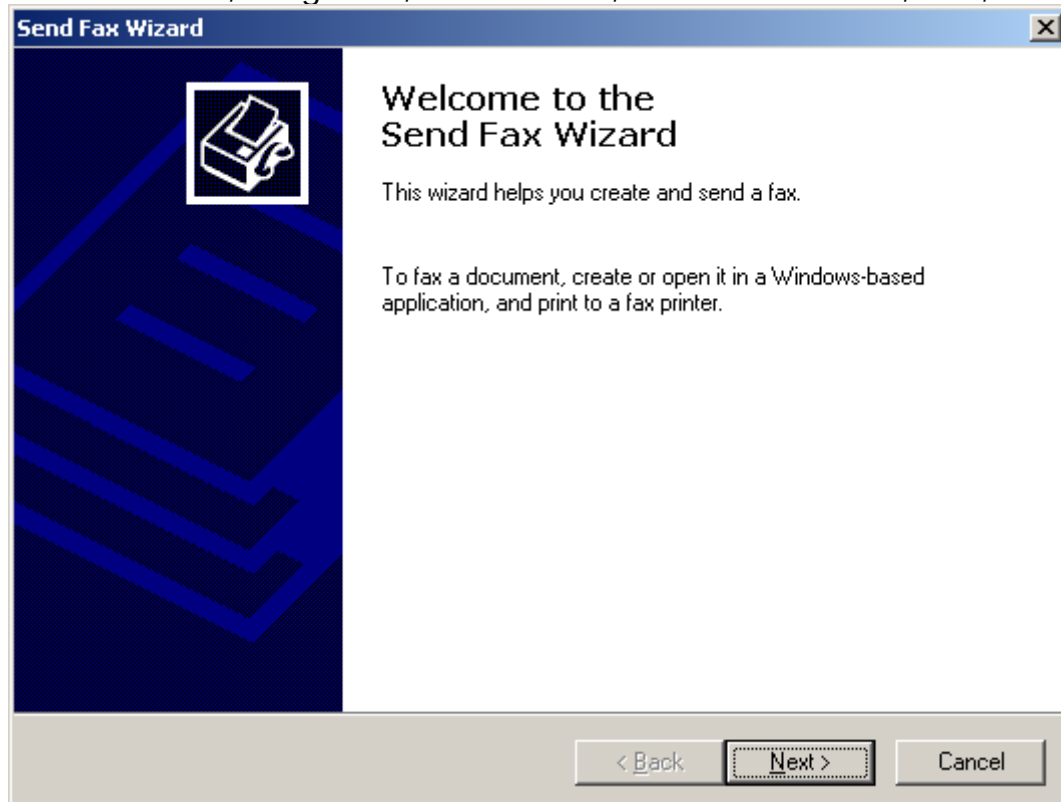 Send Fax Wizard
Welcome to the
Send Fax Wizard
This wizard helps you create and send a fax.
To fax a document, create or open it in a Windows-based
application, and print to a fax printer.
< Back
Next >
Cancel